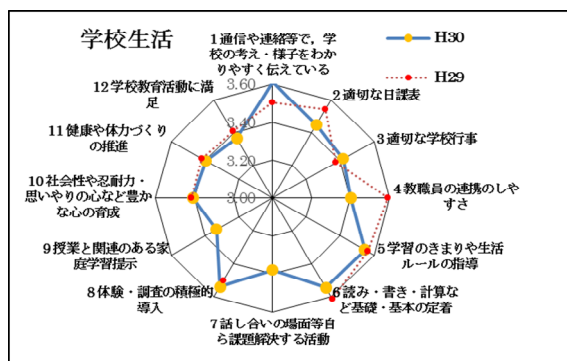 学校生活
H30
H29
1通信や連絡等で，学
校の考え・様子をわか
りやすく伝えている
2適切な日課表
3適切な学校行事
4教職員の連携のしや
すさ
5学習のきまりや生活
ルールの指導
6読み・書き・計算な
ど基礎・基本の定着
7話し合いの場面等自
ら課題解決する活動
8体験・調査の積極的
導入
9授業と関連のある家
庭学習提示
10社会性や忍耐力・
思いやりの心など豊か
な心の育成
11健康や体力づくり
の推進
12学校教育活動に満
足
3.60
3.40
3.20
3.00